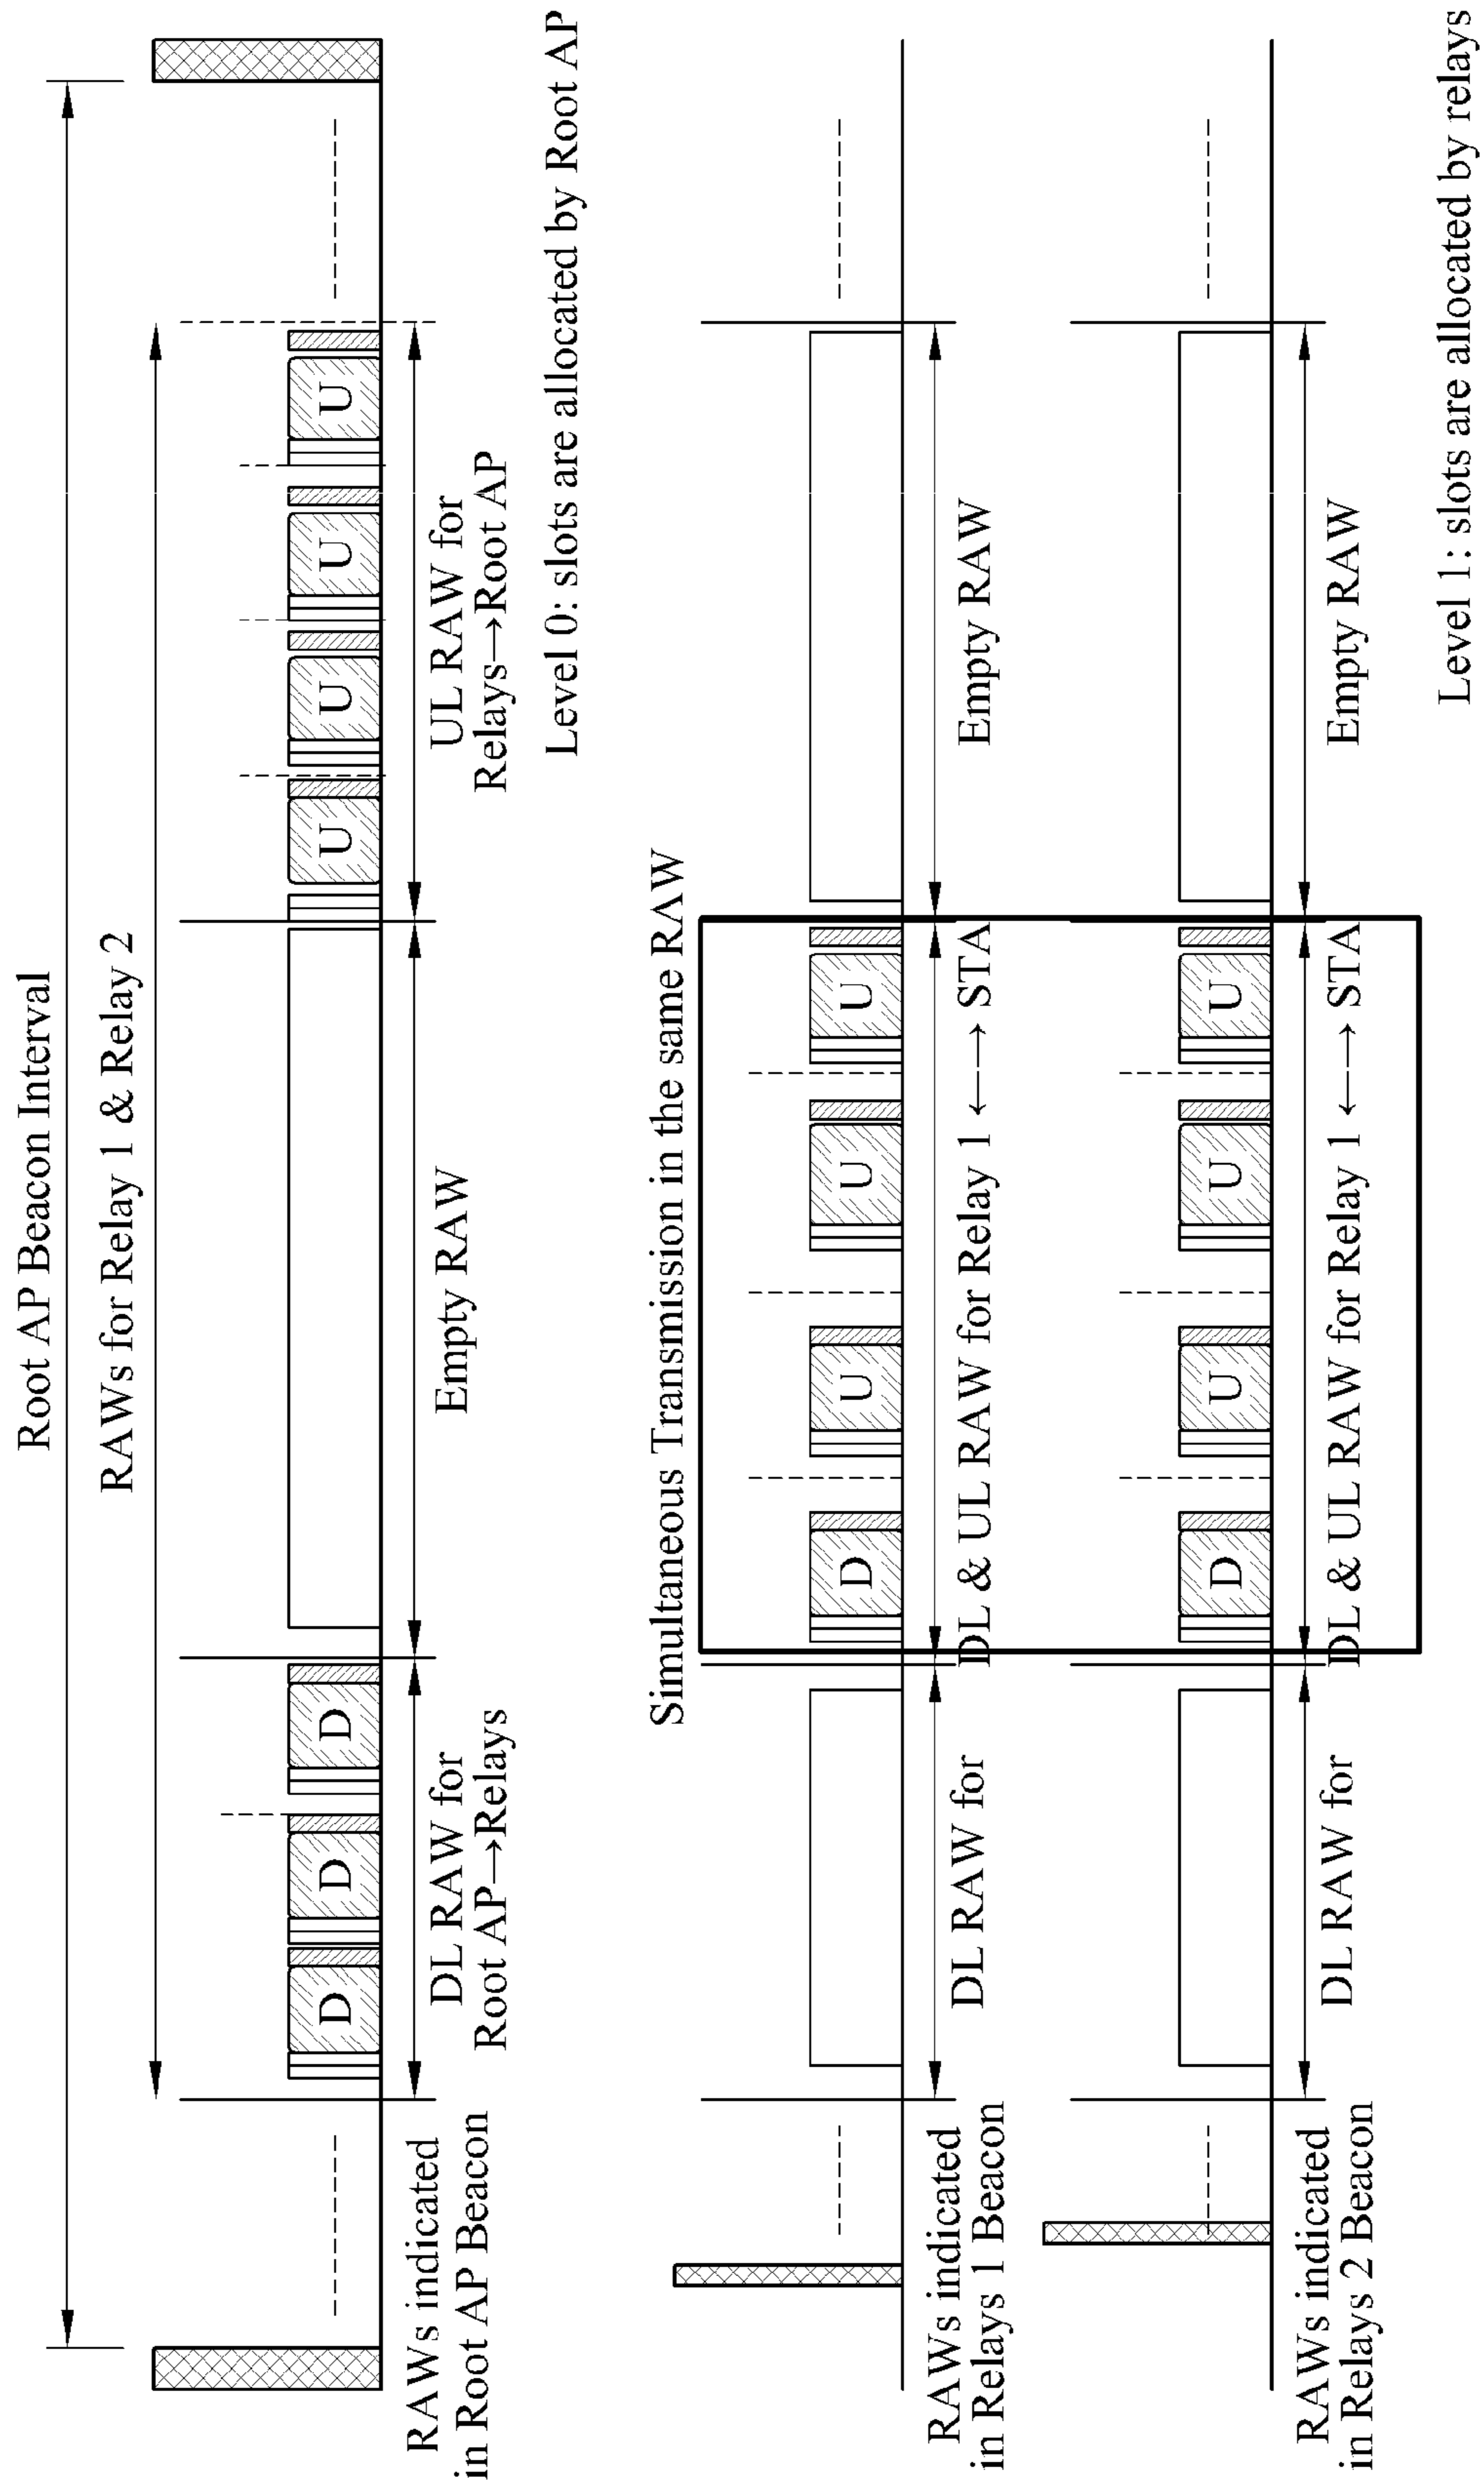 Root AP Beacon Interval
RAWs for Relay 1 & Relay 2
D
D
D
U
U
U
U
RAWs indicated
in Root AP Beacon
DL RAW for
Root AP→Relays
Empty RAW
UL RAW for
Relays→Root AP
Level 0: slots are allocated by Root AP
Simultaneous Transmission in the same RAW
D
U
U
U
RAWs indicated
in Relays 1 Beacon
DL RAW for
DL & UL RAW for Relay 1 ←→ STA
Empty RAW
D
U
U
U
RAWs indicated
in Relays 2 Beacon
DL RAW for
DL & UL RAW for Relay 1 ←→ STA
Empty RAW
Level 1: slots are allocated by relays